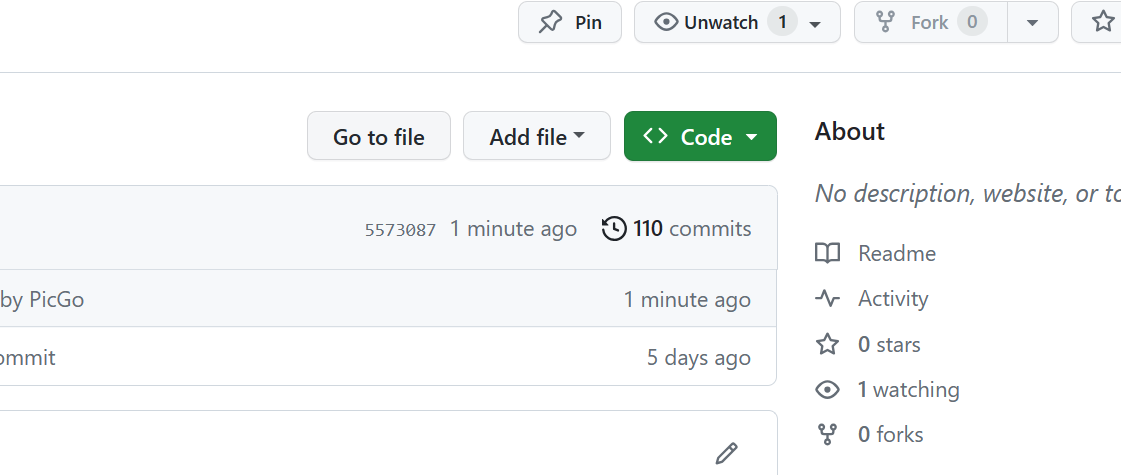 Pin Unwatch 1 Fork 0
Go to file Add file Code About
No description, website, or
5573087 1 minute ago 110 commits
Readme
by PicGo 1 minute ago
Activity
0 stars
5 days ago
1 watching
0 forks